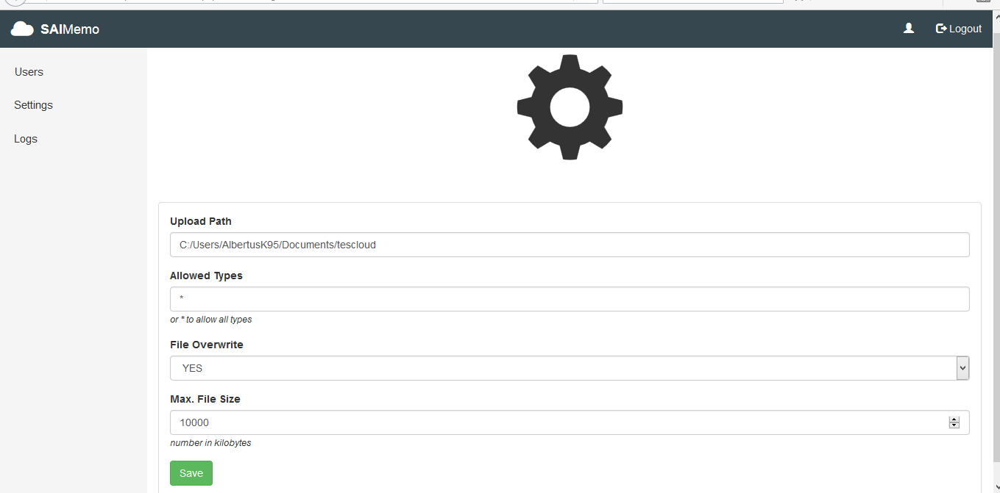 SAIMemo
Logout
Users
Settings
Logs
Upload Path
C:/Users/AlbertusK95/Documents/tescloud
Allowed Types
*
or * to allow all types
File Overwrite
YES
Max. File Size
10000
number in kilobytes
Save